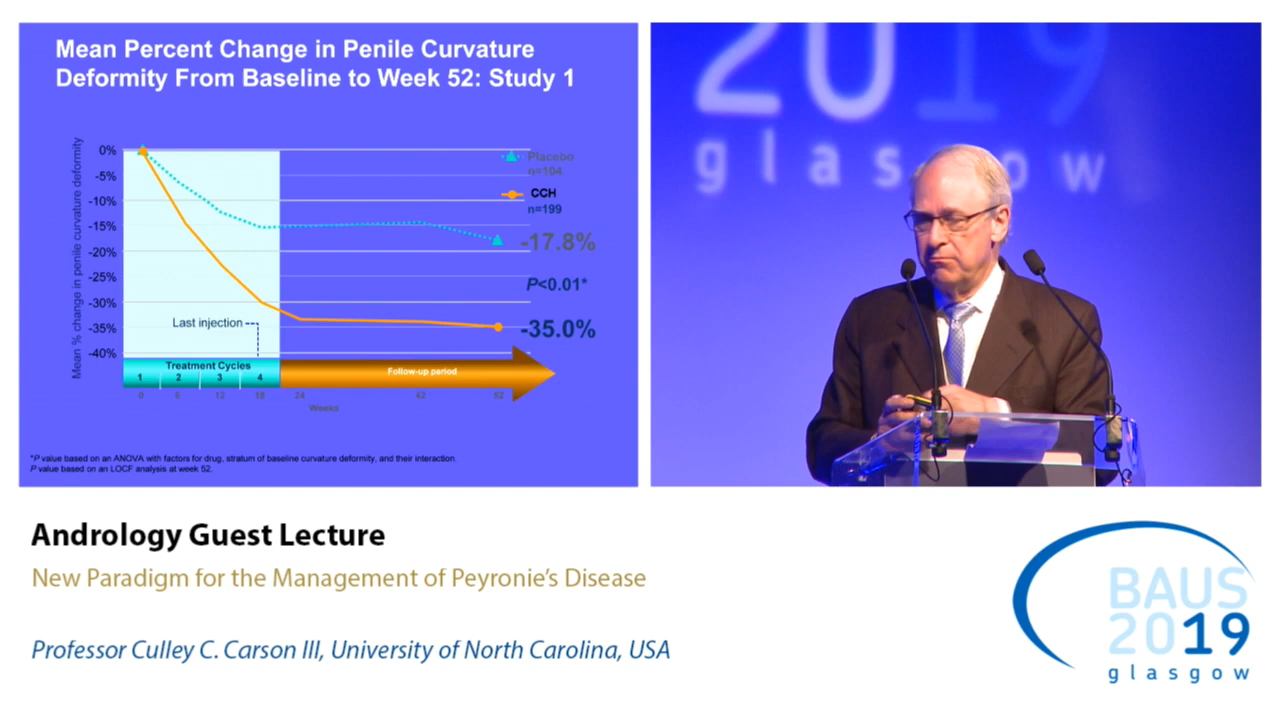 Mean Percent Change in Penile Curvature
Deformity From Baseline to Week 52: Study 1
Mean % change in penile curvature deformity
0%
-5%
-10%
-15%
-20%
-25%
-30%
-35%
-40%
Placebo
n=104
CCH
n=199
-17.8%
P<0.01*
-35.0%
Last injection
Treatment Cycles
1 2 3 4
Follow-up period
0 6 12 18 24 42 52
Weeks
*P value based on an ANOVA with factors for drug, stratum of baseline curvature deformity, and their interaction.
P value based on an LOCF analysis at week 52.
2019
glasgow
Andrology Guest Lecture
New Paradigm for the Management of Peyronie's Disease
Professor Culley C. Carson III, University of North Carolina, USA
BAUS
2019
glasgow